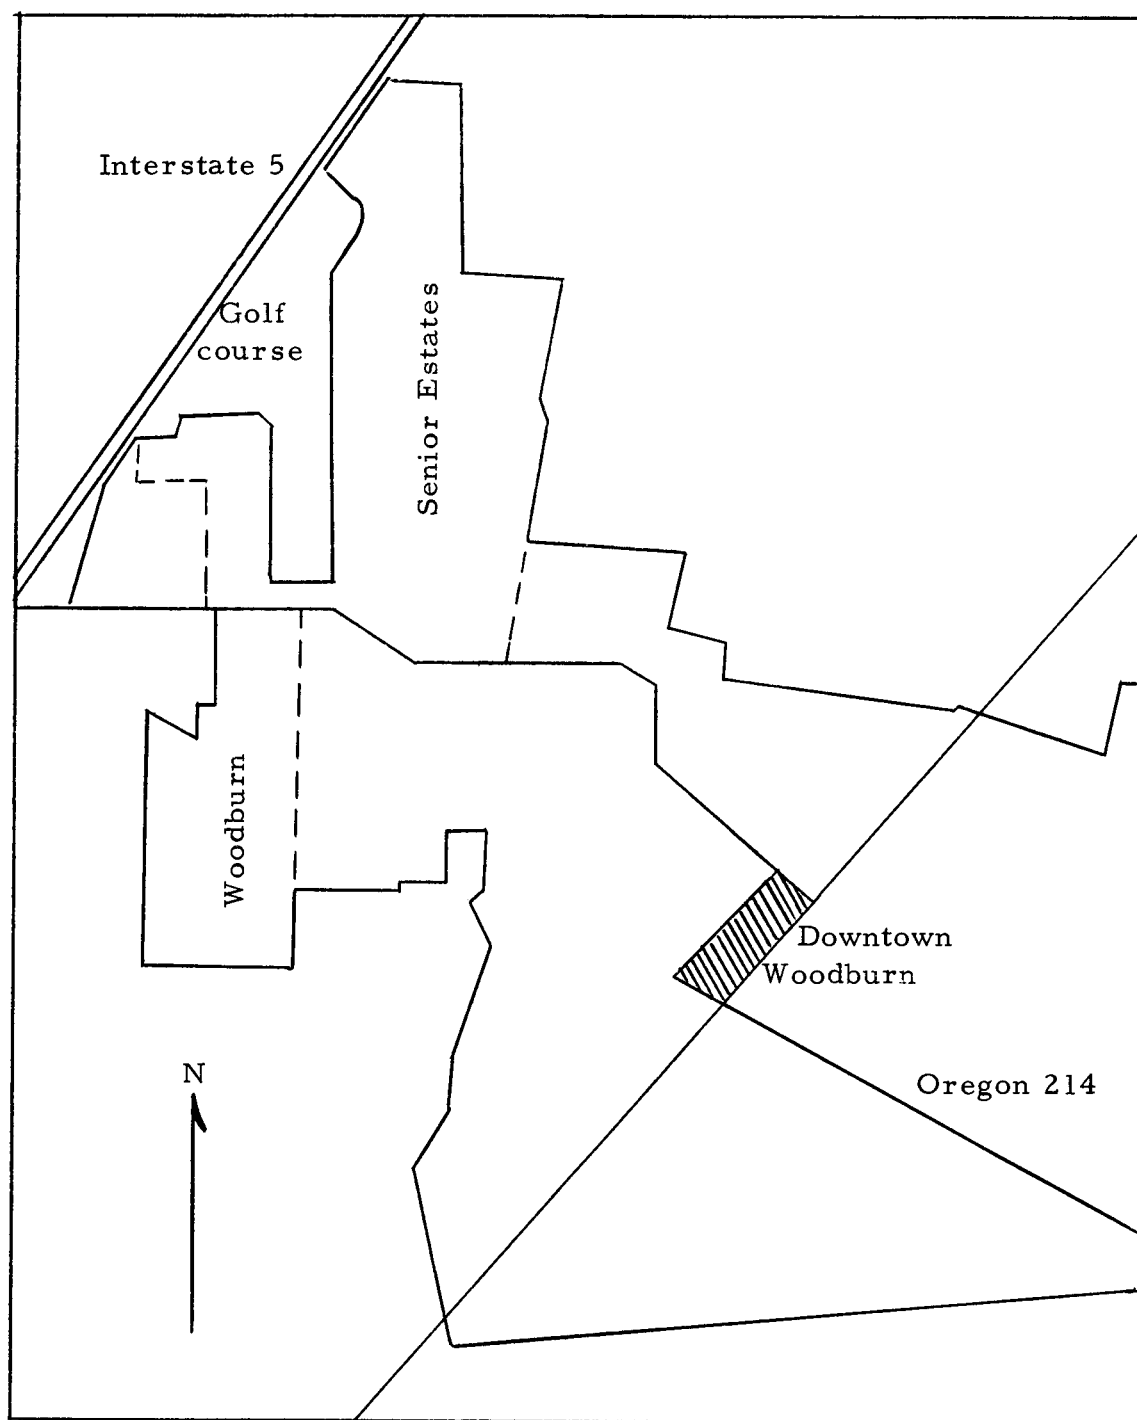 Interstate 5
Golf
course
Senior Estates
Woodburn
Downtown
Woodburn
N
Oregon 214